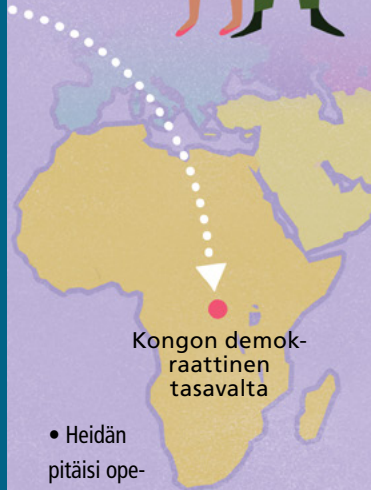 Kongon demok-
raattinen
tasavalta
• Heidän
pitäisi ope-